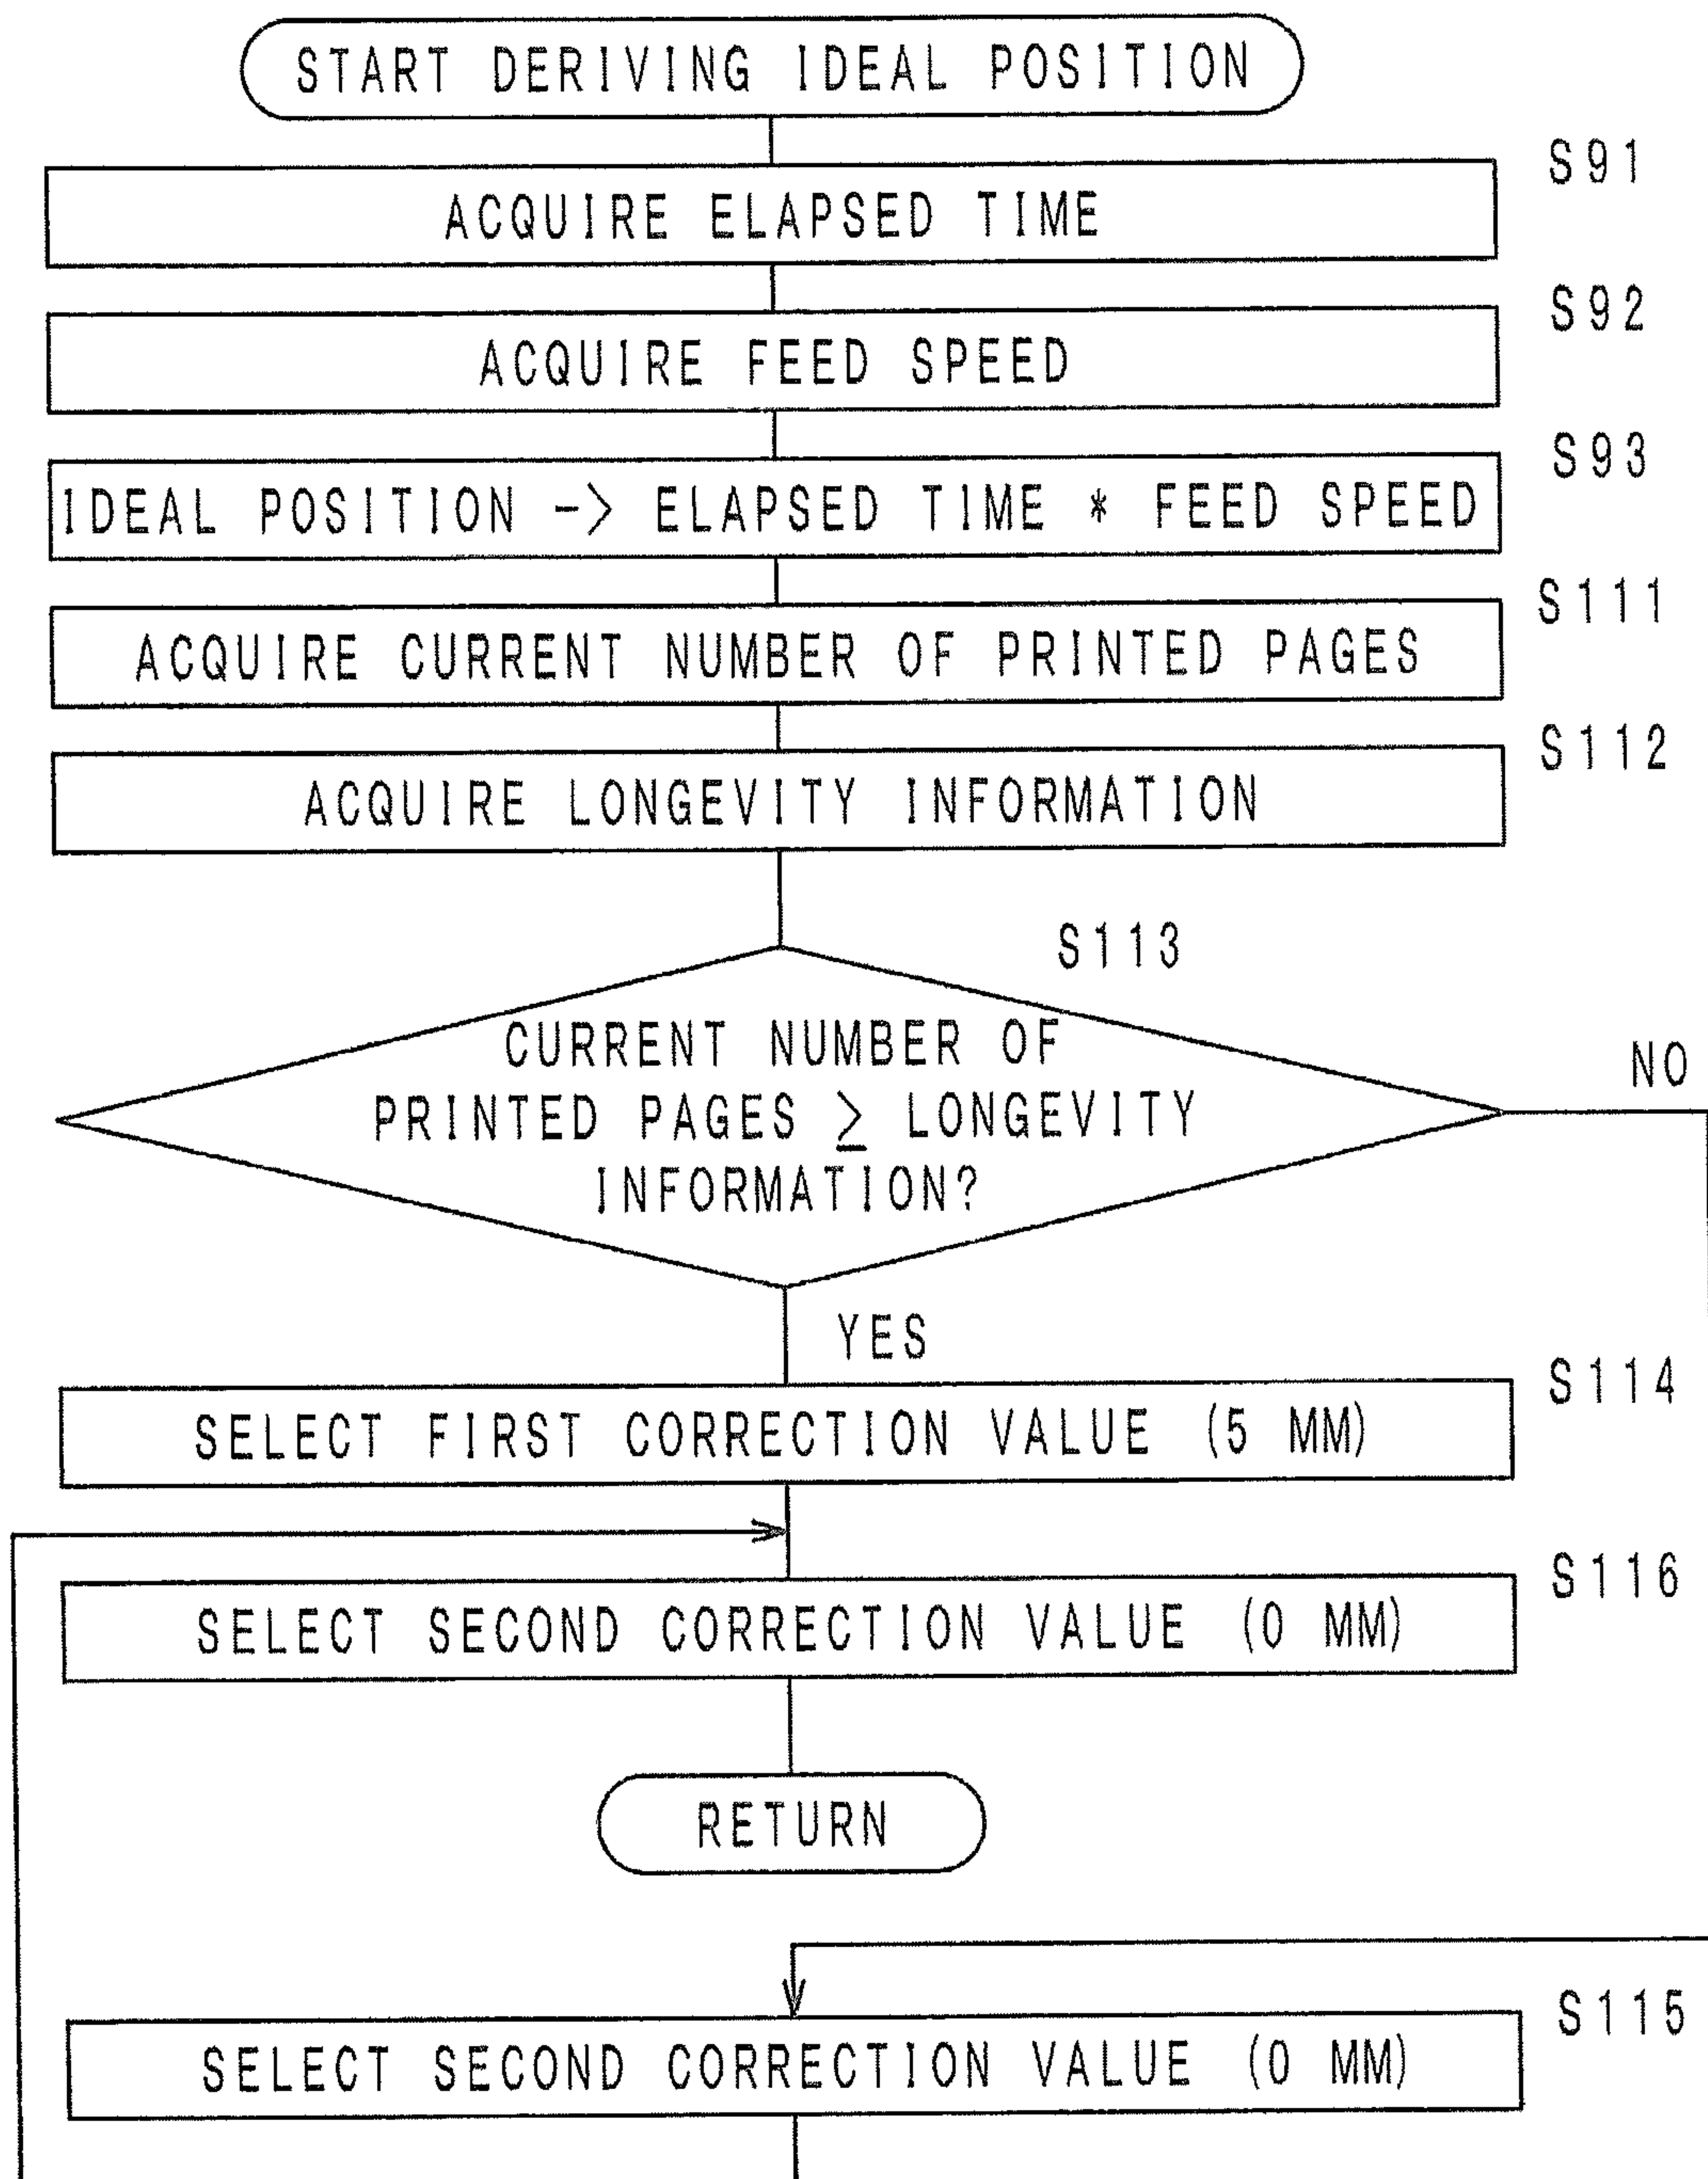 START DERIVING IDEAL POSITION
S91
ACQUIRE ELAPSED TIME
S92
ACQUIRE FEED SPEED
S93
IDEAL POSITION -> ELAPSED TIME * FEED SPEED
S111
ACQUIRE CURRENT NUMBER OF PRINTED PAGES
S112
ACQUIRE LONGEVITY INFORMATION
S113
CURRENT NUMBER OF
PRINTED PAGES ≥ LONGEVITY
INFORMATION?
NO
YES
S114
SELECT FIRST CORRECTION VALUE (5 MM)
S116
SELECT SECOND CORRECTION VALUE (0 MM)
RETURN
S115
SELECT SECOND CORRECTION VALUE (0 MM)